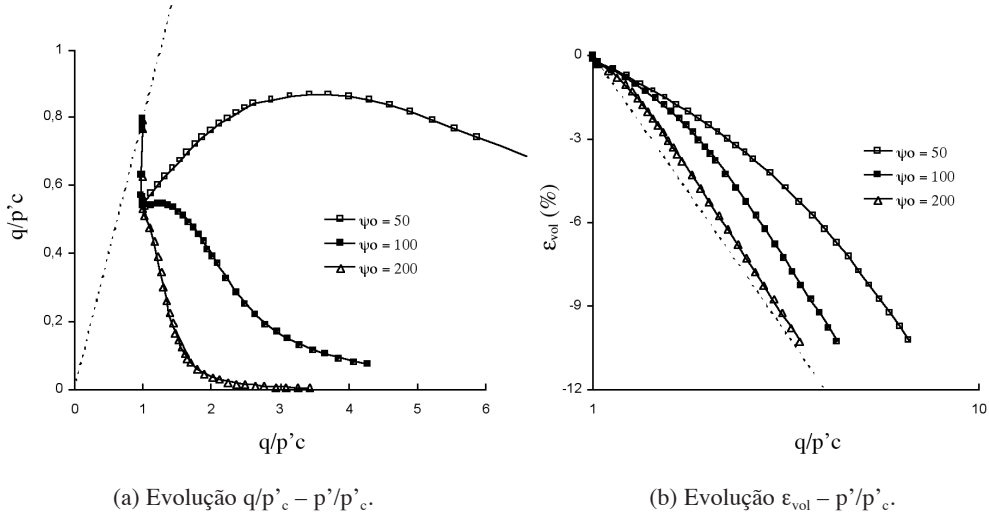 1
0,8
0,6
0,4
0,2
0
q/p'c
0
1
2
3
4
5
6
q/p'c
ψo = 50
ψo = 100
ψo = 200
(a) Evolução q/p'c – p'/p'c.
0
-3
-6
-9
-12
εvol (%)
1
10
q/p'c
ψo = 50
ψo = 100
ψo = 200
(b) Evolução εvol – p'/p'c.